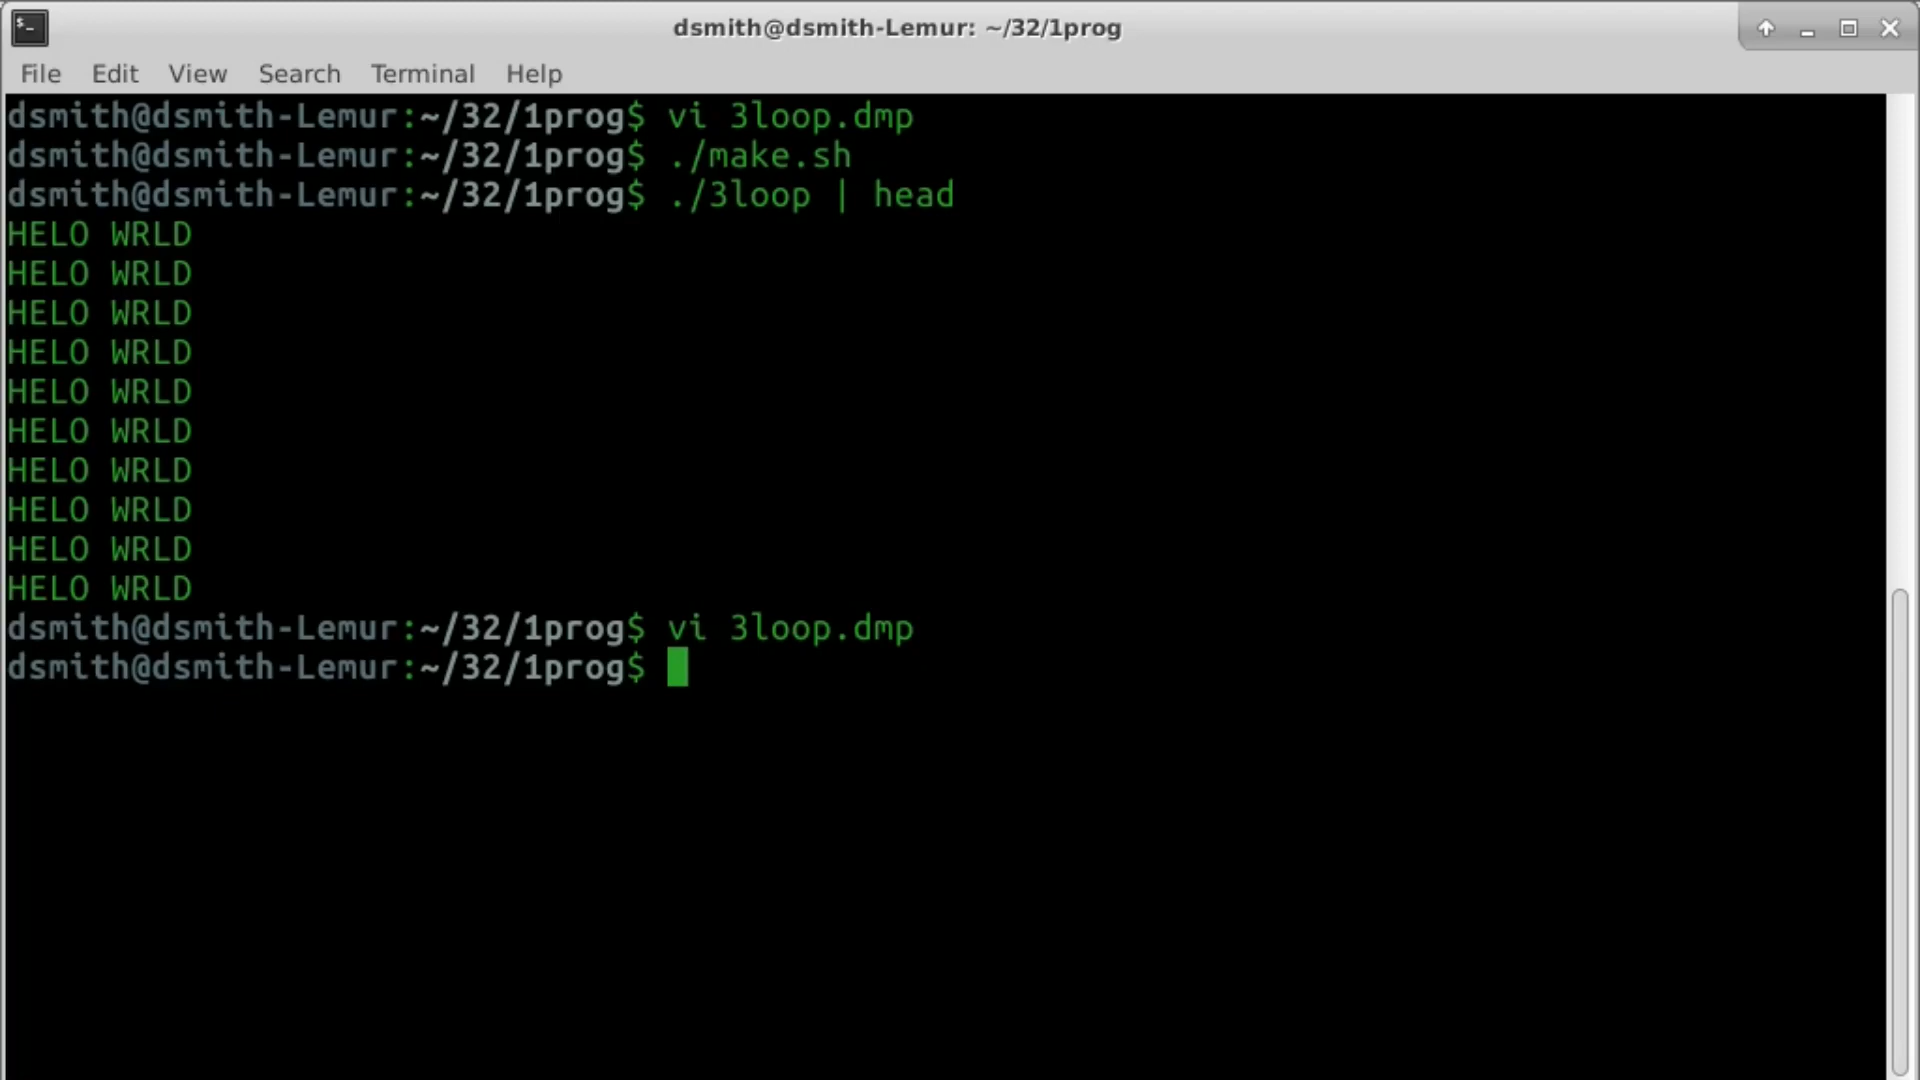 dsmith@dsmith-Lemur: ~/32/1prog
File Edit View Search Terminal Help
dsmith@dsmith-Lemur:~/32/1prog$ vi 3loop.dmp
dsmith@dsmith-Lemur:~/32/1prog$ ./make.sh
dsmith@dsmith-Lemur:~/32/1prog$ ./3loop | head
HELO WRLD
HELO WRLD
HELO WRLD
HELO WRLD
HELO WRLD
HELO WRLD
HELO WRLD
HELO WRLD
HELO WRLD
HELO WRLD
dsmith@dsmith-Lemur:~/32/1prog$ vi 3loop.dmp
dsmith@dsmith-Lemur:~/32/1prog$